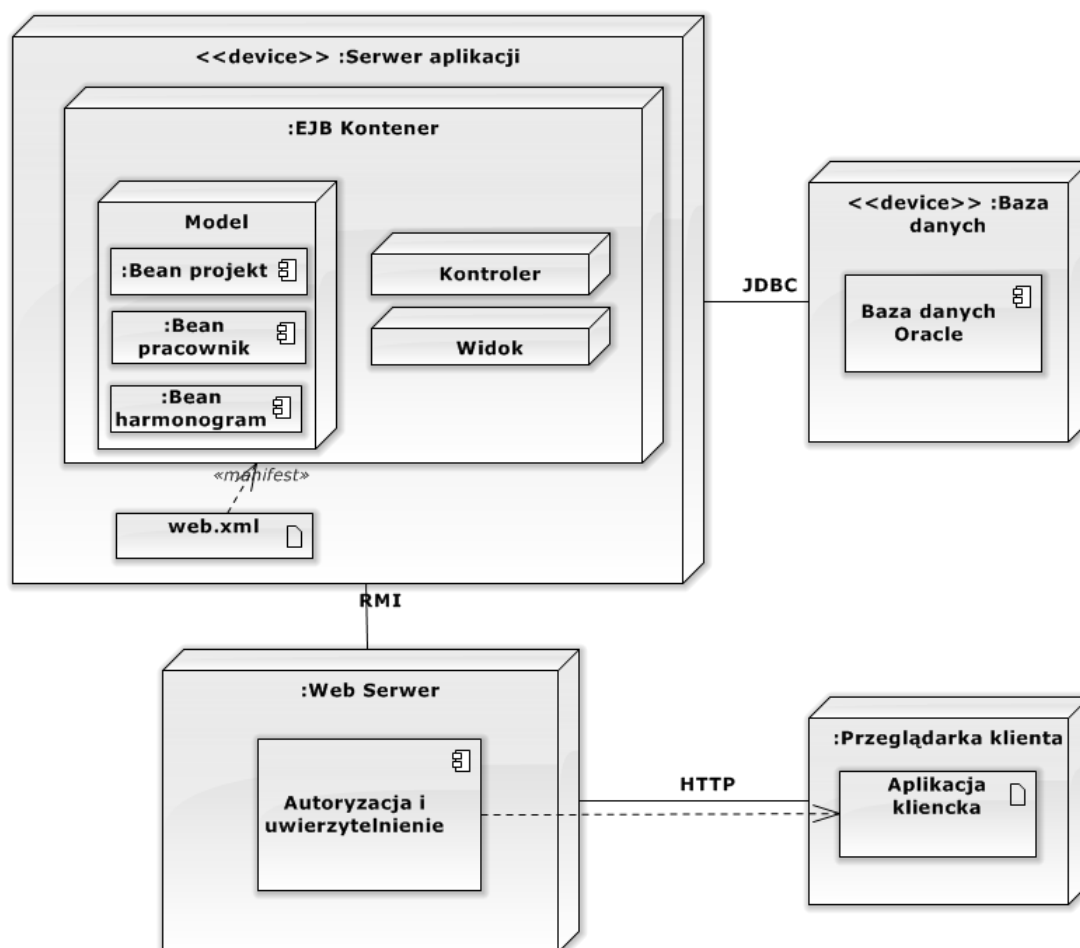 <<device>> :Serwer aplikacji
:EJB Kontener
Model
:Bean projekt
:Bean
pracownik
:Bean
harmonogram
Kontroler
Widok
«manifest»
web.xml
JDBC
<<device>> :Baza
danych
Baza danych
Oracle
RMI
:Web Serwer
Autoryzacja i
uwierzytelnienie
HTTP
:Przeglądarka klienta
Aplikacja
kliencka